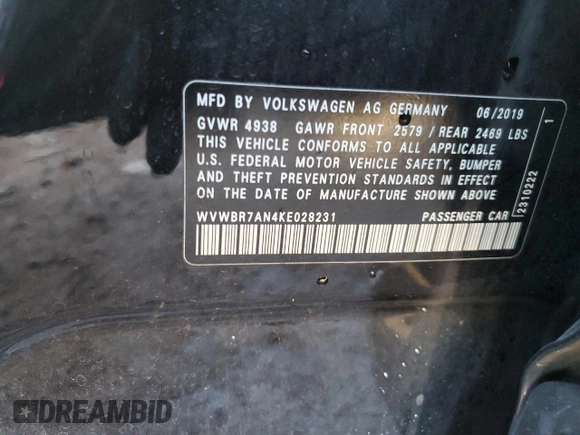 MFD BY VOLKSWAGEN AG GERMANY 06/2019
GVWR 4938 GAWR FRONT 2579 / REAR 2469 LBS
THIS VEHICLE CONFORMS TO ALL APPLICABLE
U.S. FEDERAL MOTOR VEHICLE SAFETY, BUMPER
AND THEFT PREVENTION STANDARDS IN EFFECT
ON THE DATE OF MANUFACTURE SHOWN ABOVE.
WVWBR7AN4KE028231 PASSENGER CAR
2310222 1
DREAMBID